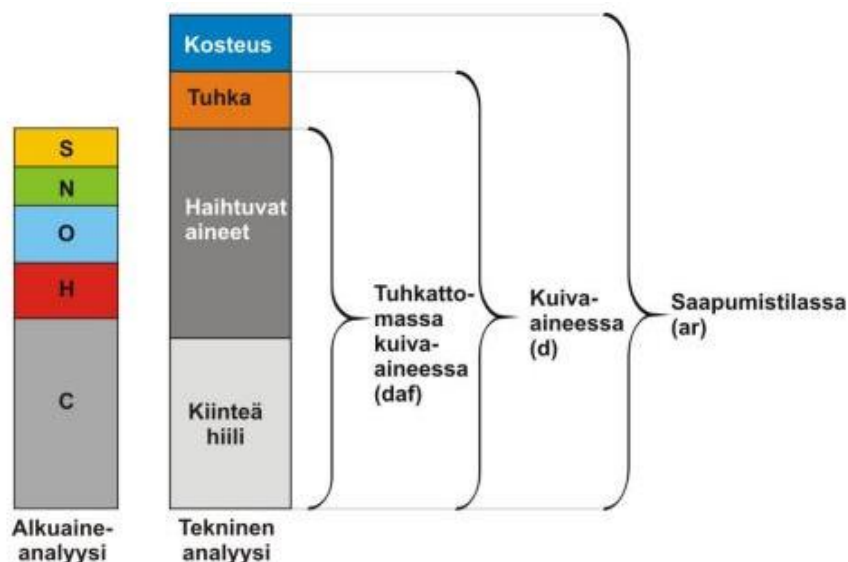 S
N
O
H
C
Alkuaine-
analyysi
Kosteus
Tuhka
Haihtuvat
aineet
Kiinteä
hiili
Tekninen
analyysi
Tuhkatto-
massa
kuiva-
aineessa
(daf)
Kuiva-
aineessa
(d)
Saapumistilassa
(ar)